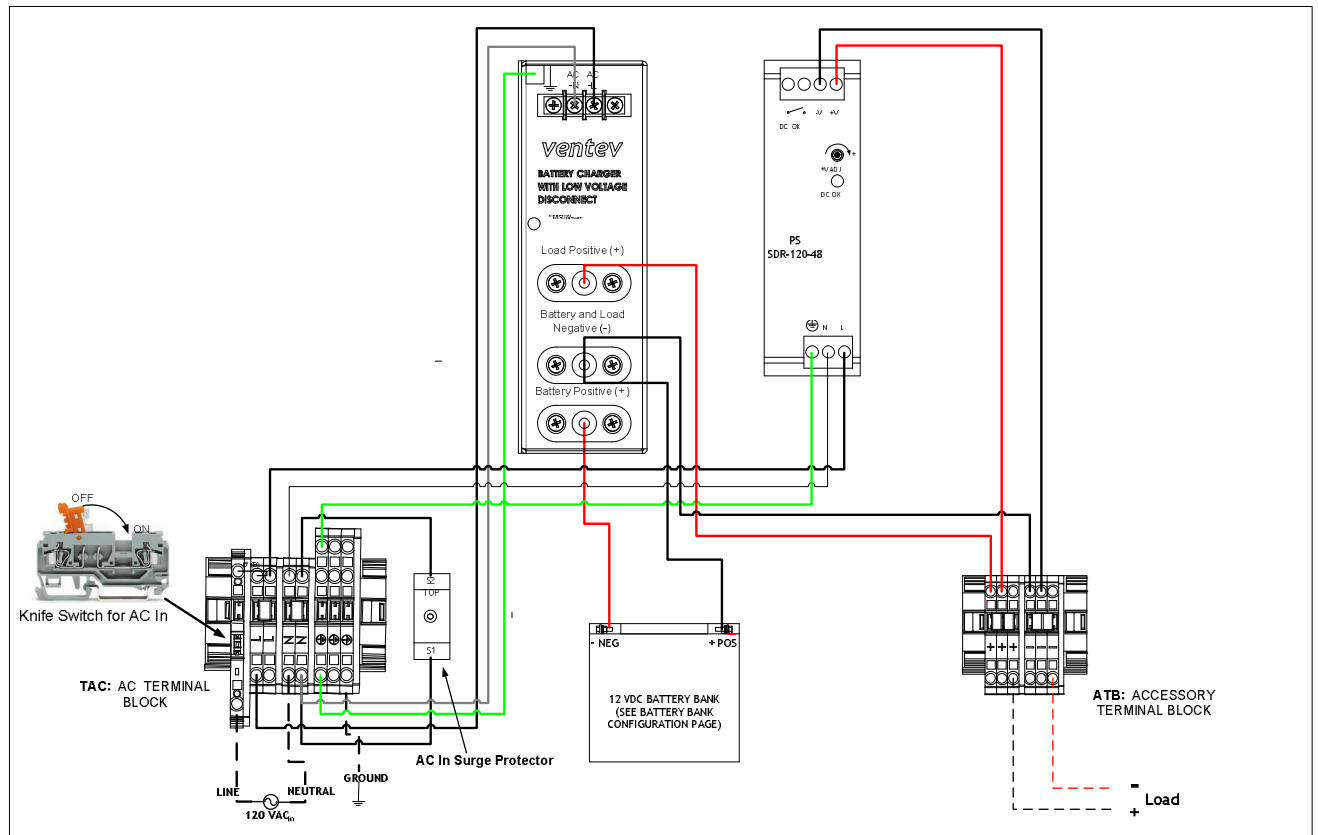 AC AC
-N -L
ventev
BATTERY CHARGER
WITH LOW VOLTAGE
DISCONNECT
Load Positive (+)
Battery and Load
Negative (-)
Battery Positive (+)
-V +V
DC OK
+
+V ADJ
DC OK
PS
SDR-120-48
N L
OFF
ON
Knife Switch for AC In
TAC: AC TERMINAL
BLOCK
L L N N
S2
TOP
S1
AC In Surge Protector
LINE
NEUTRAL
GROUND
120 VACin
- NEG
+ POS
12 VDC BATTERY BANK
(SEE BATTERY BANK
CONFIGURATION PAGE)
+ + + - - -
ATB: ACCESSORY
TERMINAL BLOCK
-
Load
+